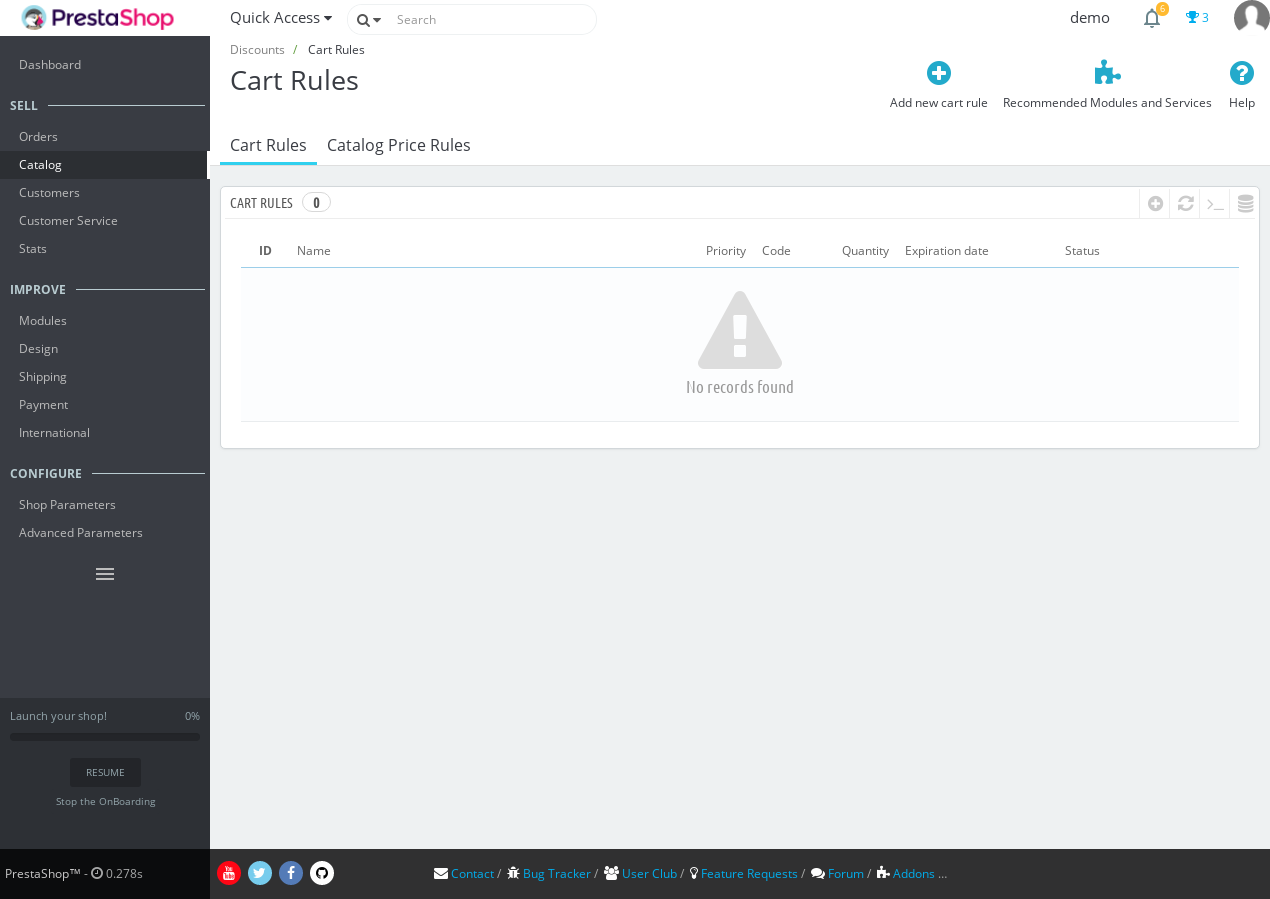 PrestaShop
Quick Access
Search
demo
6
3
Discounts / Cart Rules
Cart Rules
Add new cart rule
Recommended Modules and Services
Help
Cart Rules
Catalog Price Rules
Dashboard
SELL
Orders
Catalog
Customers
Customer Service
Stats
IMPROVE
Modules
Design
Shipping
Payment
International
CONFIGURE
Shop Parameters
Advanced Parameters
Launch your shop! 0%
RESUME
Stop the OnBoarding
CART RULES 0
ID Name Priority Code Quantity Expiration date Status
No records found
PrestaShop™ - 0.278s
You Tube
Contact / Bug Tracker / User Club / Feature Requests / Forum / Addons ...